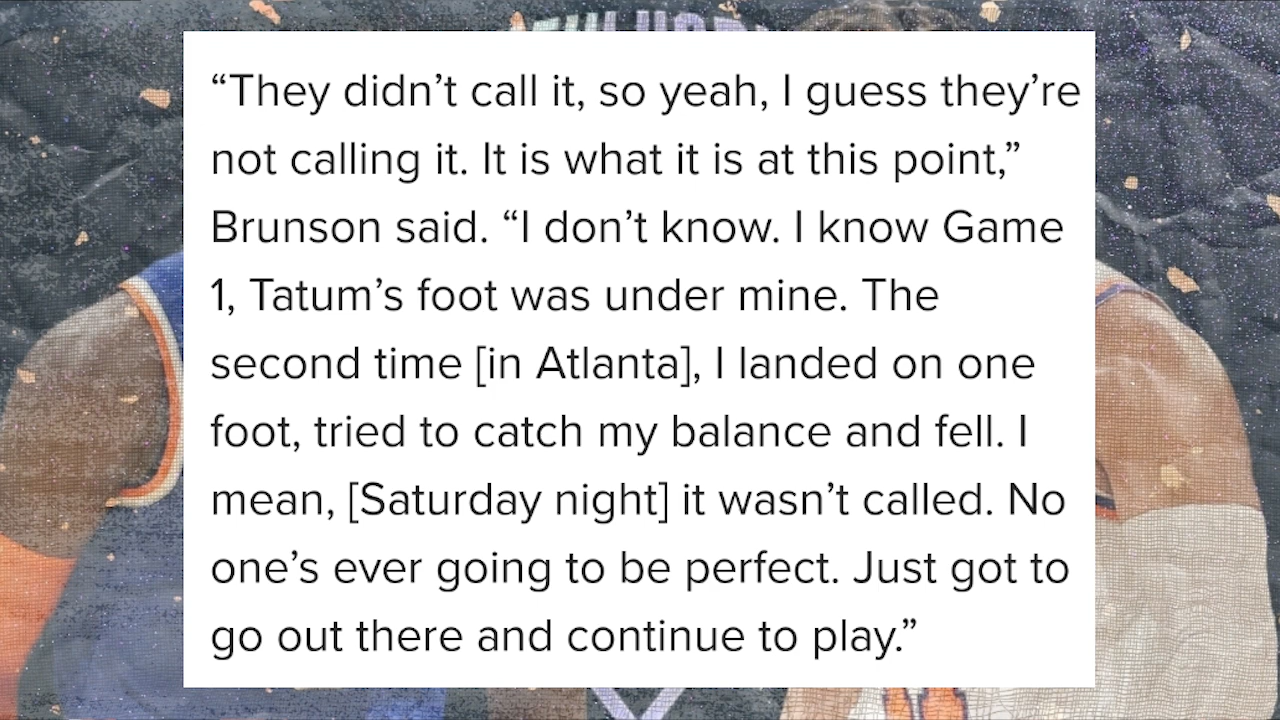 “They didn’t call it, so yeah, I guess they’re
not calling it. It is what it is at this point,”
Brunson said. “I don’t know. I know Game
1, Tatum’s foot was under mine. The
second time [in Atlanta], I landed on one
foot, tried to catch my balance and fell. I
mean, [Saturday night] it wasn’t called. No
one’s ever going to be perfect. Just got to
go out there and continue to play.”